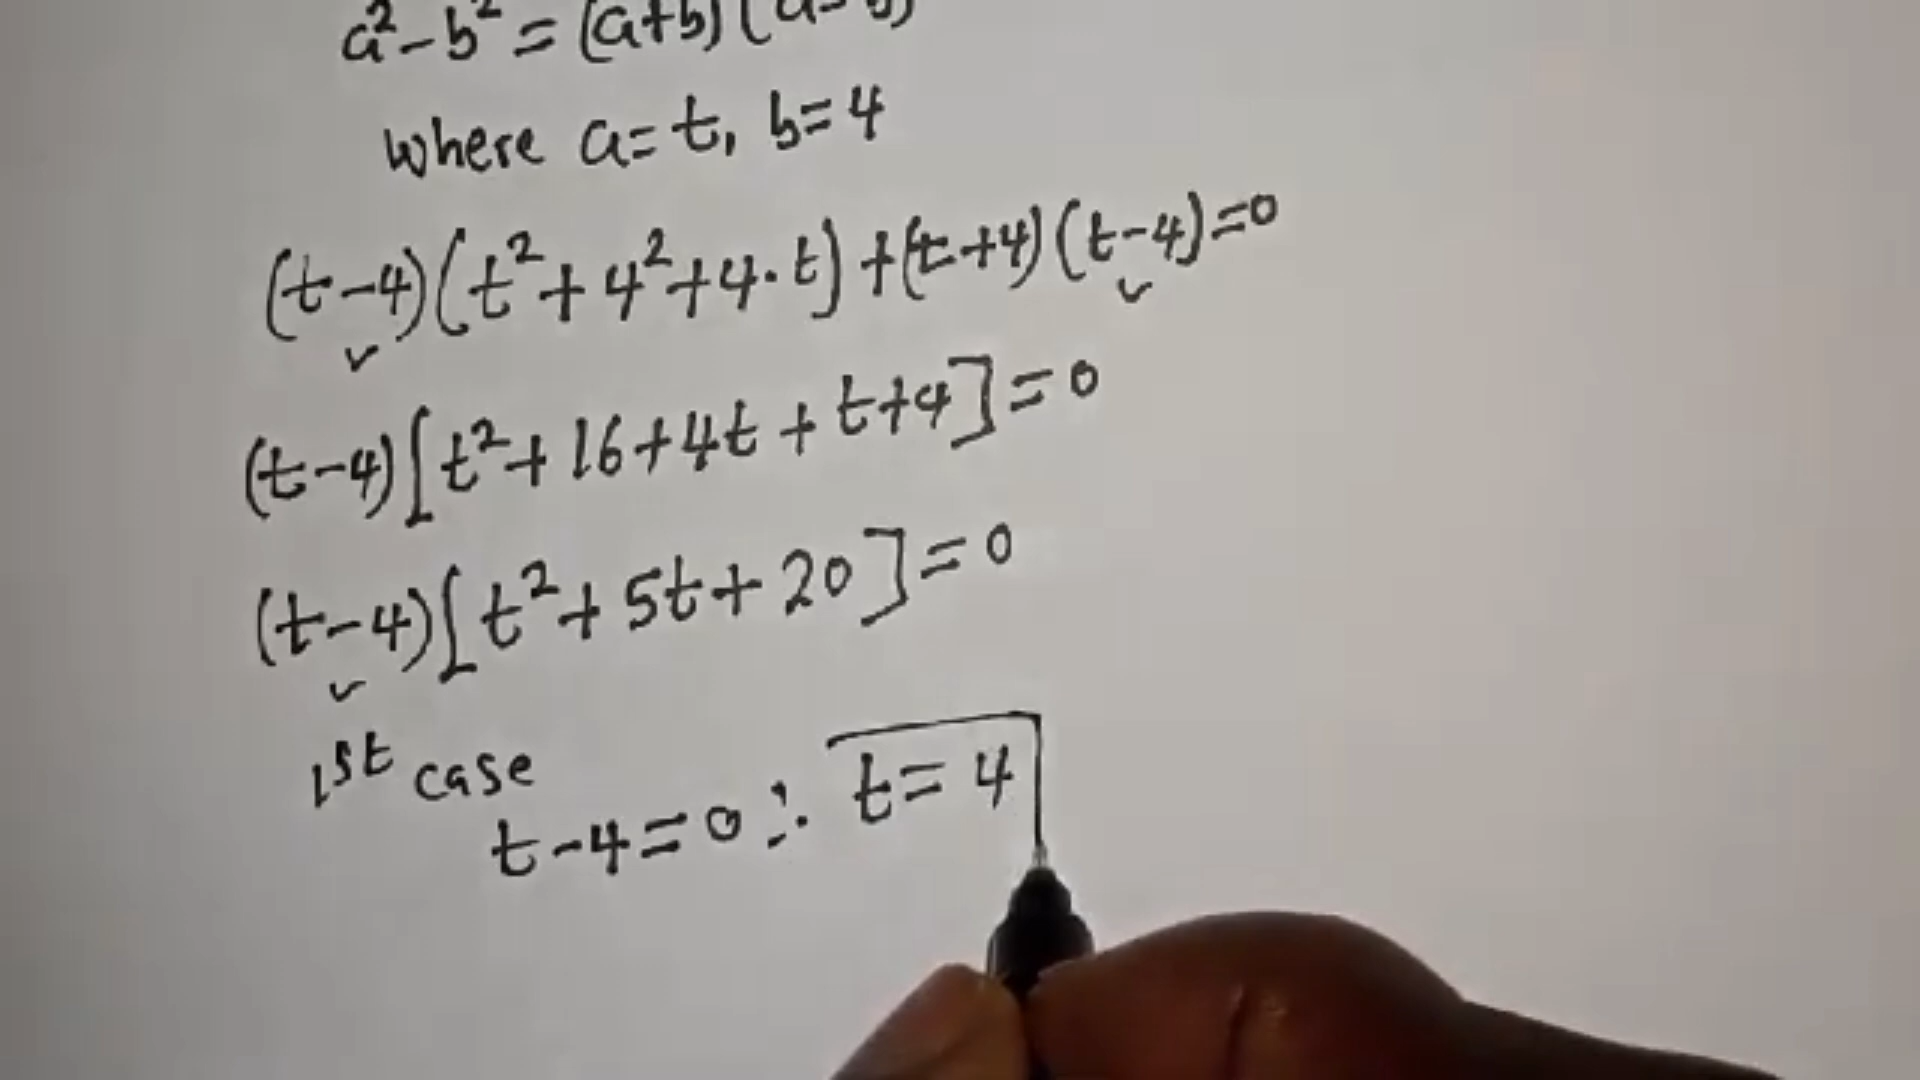 a²-b² = (a+b)(a-b)
where a=t, b=4
(t-4)(t²+4²+4·t)+(t+4)(t-4)=0
(t-4)[t²+16+4t+t+4]=0
(t-4)[t²+5t+20]=0
1st case
t-4=0 ∴ t=4